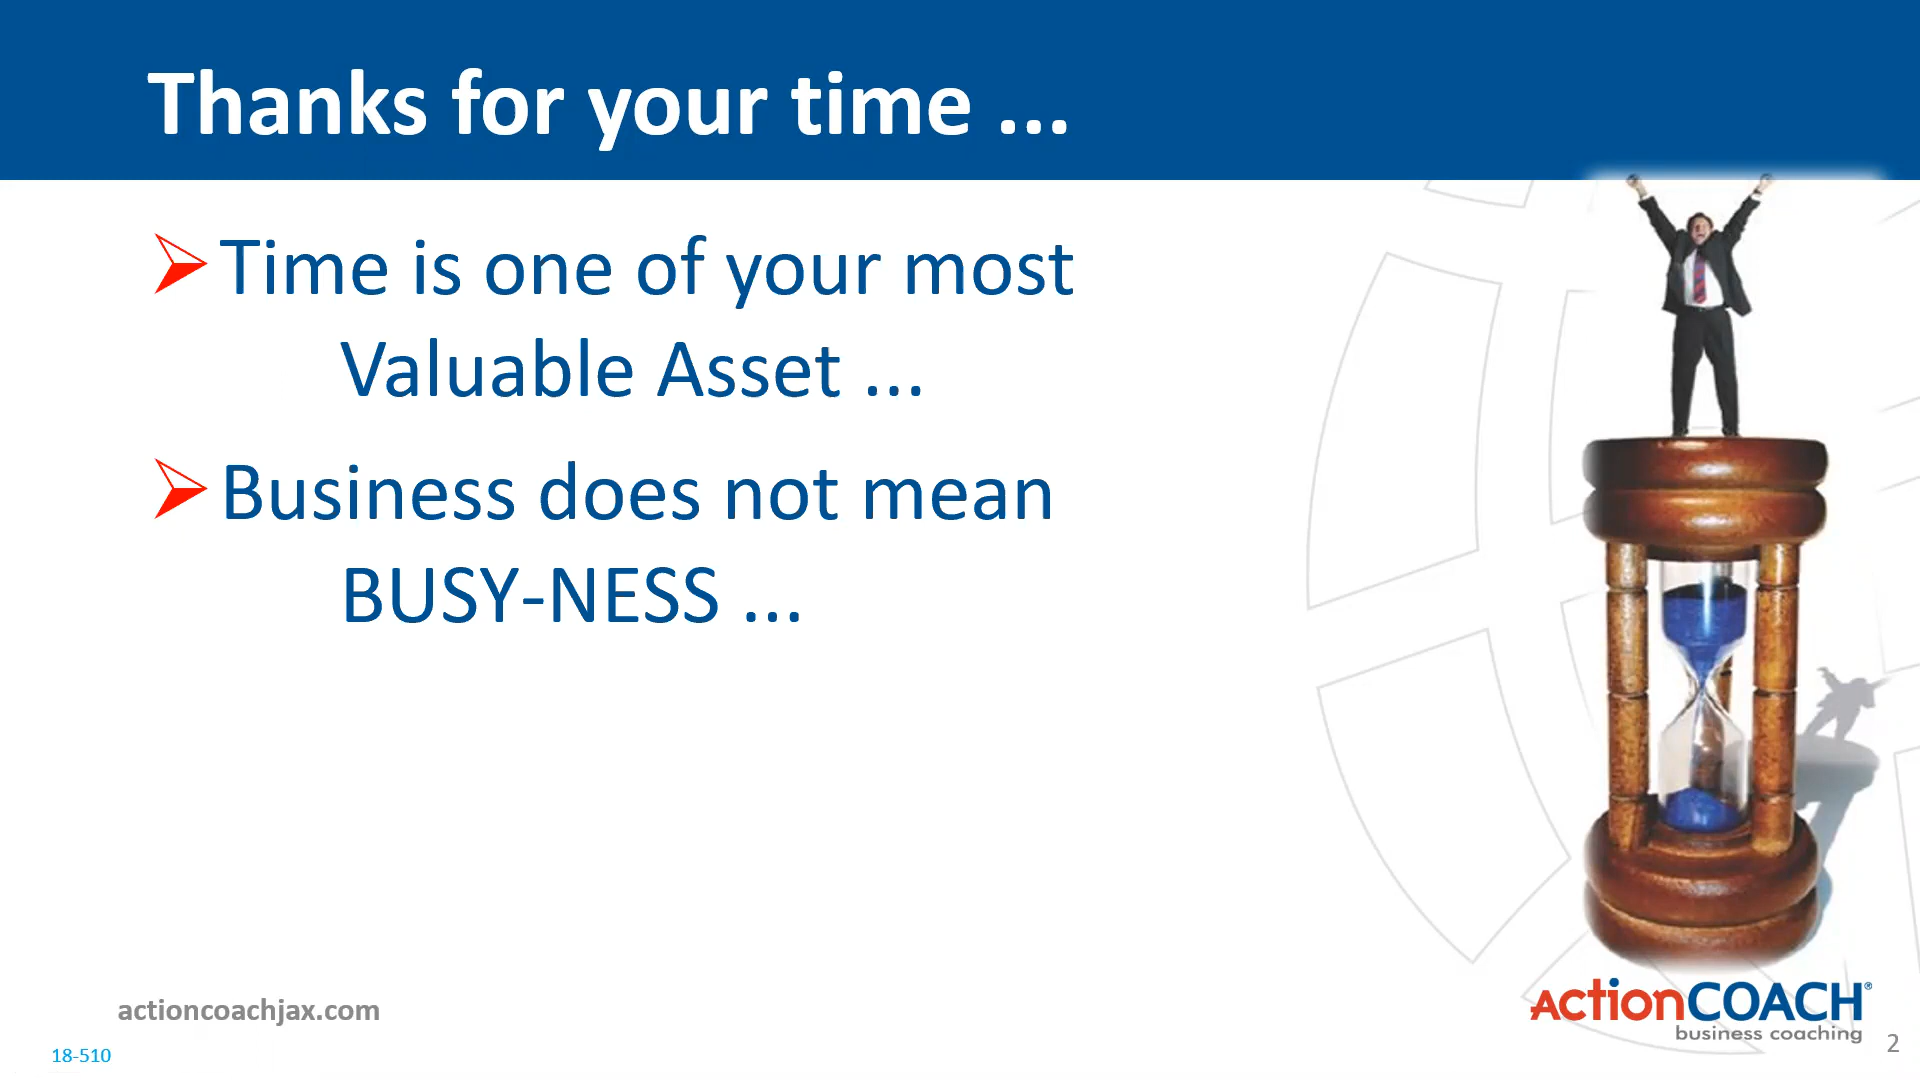 Thanks for your time ...
Time is one of your most
Valuable Asset ...
Business does not mean
BUSY-NESS ...
actioncoachjax.com
18-510
ActionCOACH®
business coaching
2